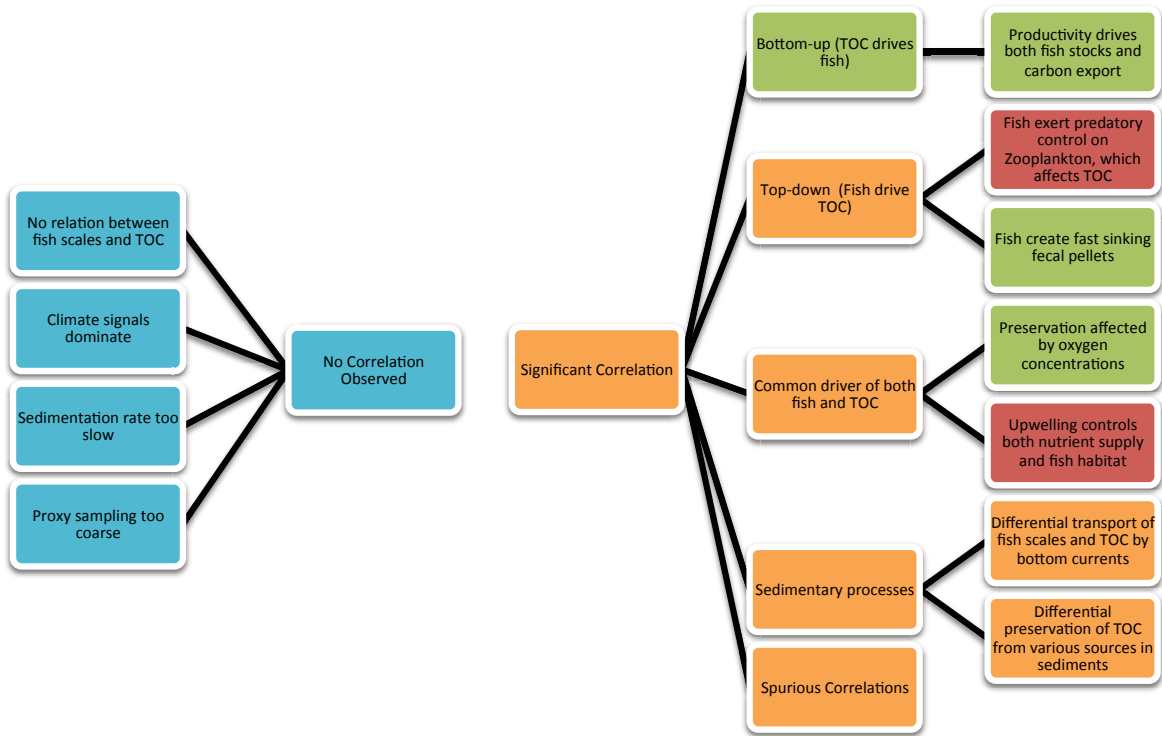 No relation between
fish scales and TOC
Climate signals
dominate
Sedimentation rate too
slow
Proxy sampling too
coarse
No Correlation
Observed
Significant Correlation
Bottom-up (TOC drives
fish)
Productivity drives
both fish stocks and
carbon export
Top-down (Fish drive
TOC)
Fish exert predatory
control on
Zooplankton, which
affects TOC
Fish create fast sinking
fecal pellets
Common driver of both
fish and TOC
Preservation affected
by oxygen
concentrations
Upwelling controls
both nutrient supply
and fish habitat
Sedimentary processes
Differential transport of
fish scales and TOC by
bottom currents
Differential
preservation of TOC
from various sources in
sediments
Spurious Correlations